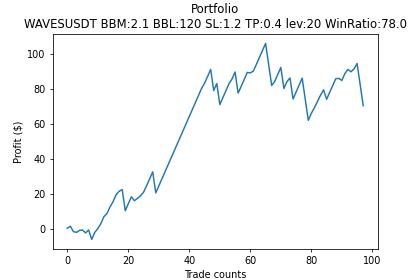 Portfolio
WAVESUSDT BBM:2.1 BBL:120 SL:1.2 TP:0.4 lev:20 WinRatio:78.0
Profit ($)
100
80
60
40
20
0
0 20 40 60 80 100
Trade counts